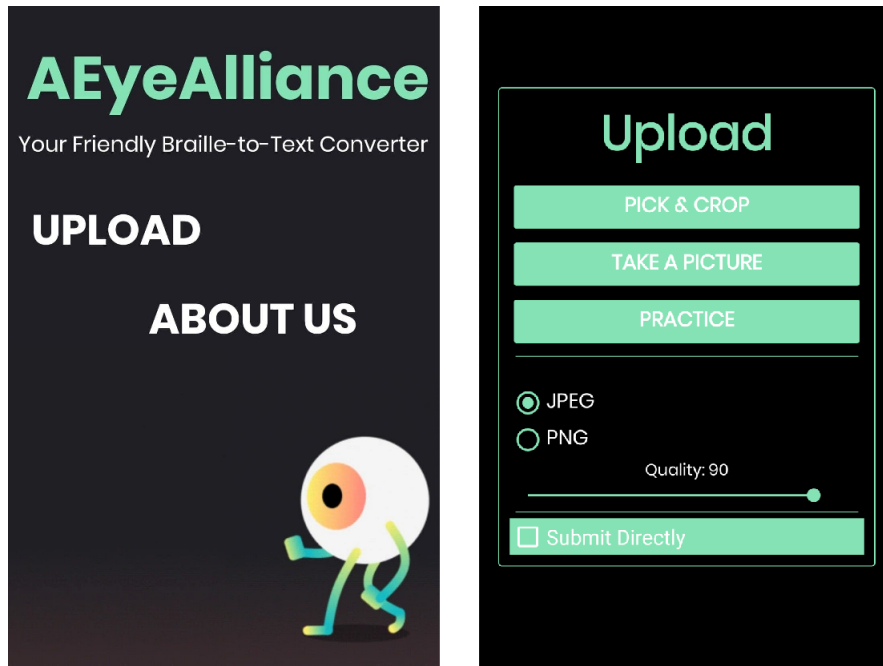 AEyeAlliance
Your Friendly Braille-to-Text Converter
UPLOAD
ABOUT US
Upload
PICK & CROP
TAKE A PICTURE
PRACTICE
JPEG
PNG
Quality: 90
Submit Directly